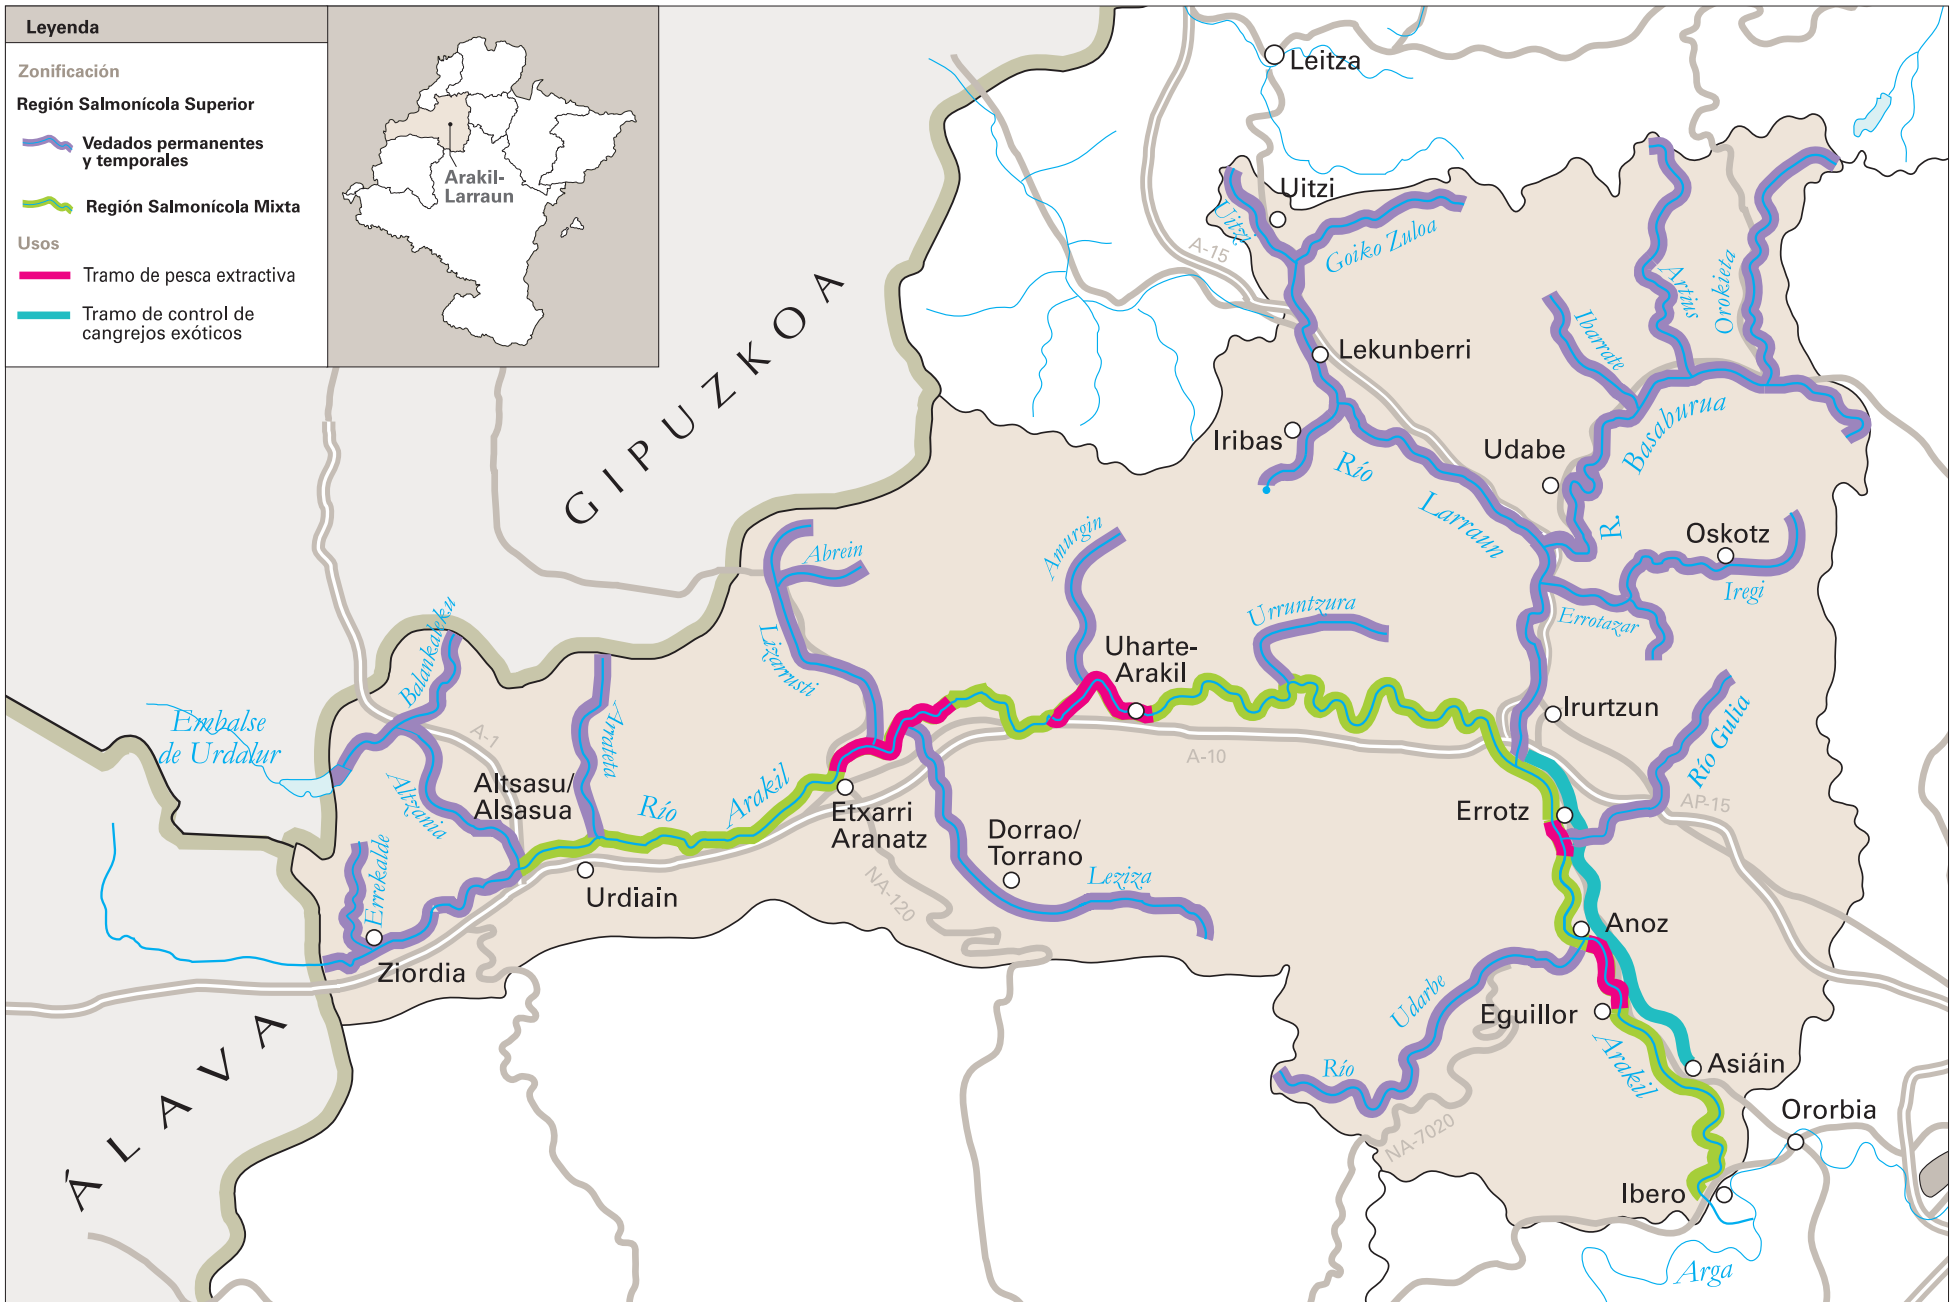 Leyenda
Zonificación
Región Salmonícola Superior
Vedados permanentes
y temporales
Región Salmonícola Mixta
Usos
Tramo de pesca extractiva
Tramo de control de
cangrejos exóticos
Arakil-
Larraun
GIPUZKOA
ÁLAVA
Leitza
Uitzi
Uitzi
Goiko Zuloa
A-15
Artius
Orokieta
Ibarrate
Lekunberri
Basaburua
R.
Iribas
Udabe
Río
Larraun
Oskotz
Iregi
Errotazar
Abrein
Amurgin
Urruntzura
Lizarrusti
Balankaleku
Uharte-
Arakil
Irurtzun
Río Gulia
Embalse
de Urdalur
A-1
Arrateta
A-10
Altzania
Altsasu/
Alsasua
Río
Arakil
Etxarri
Aranatz
Errotz
AP-15
Dorrao/
Torrano
Leziza
NA-120
Errekalde
Urdiain
Ziordia
Anoz
Udarbe
Río
Eguillor
Arakil
Asiáin
NA-7020
Ororbia
Ibero
Arga